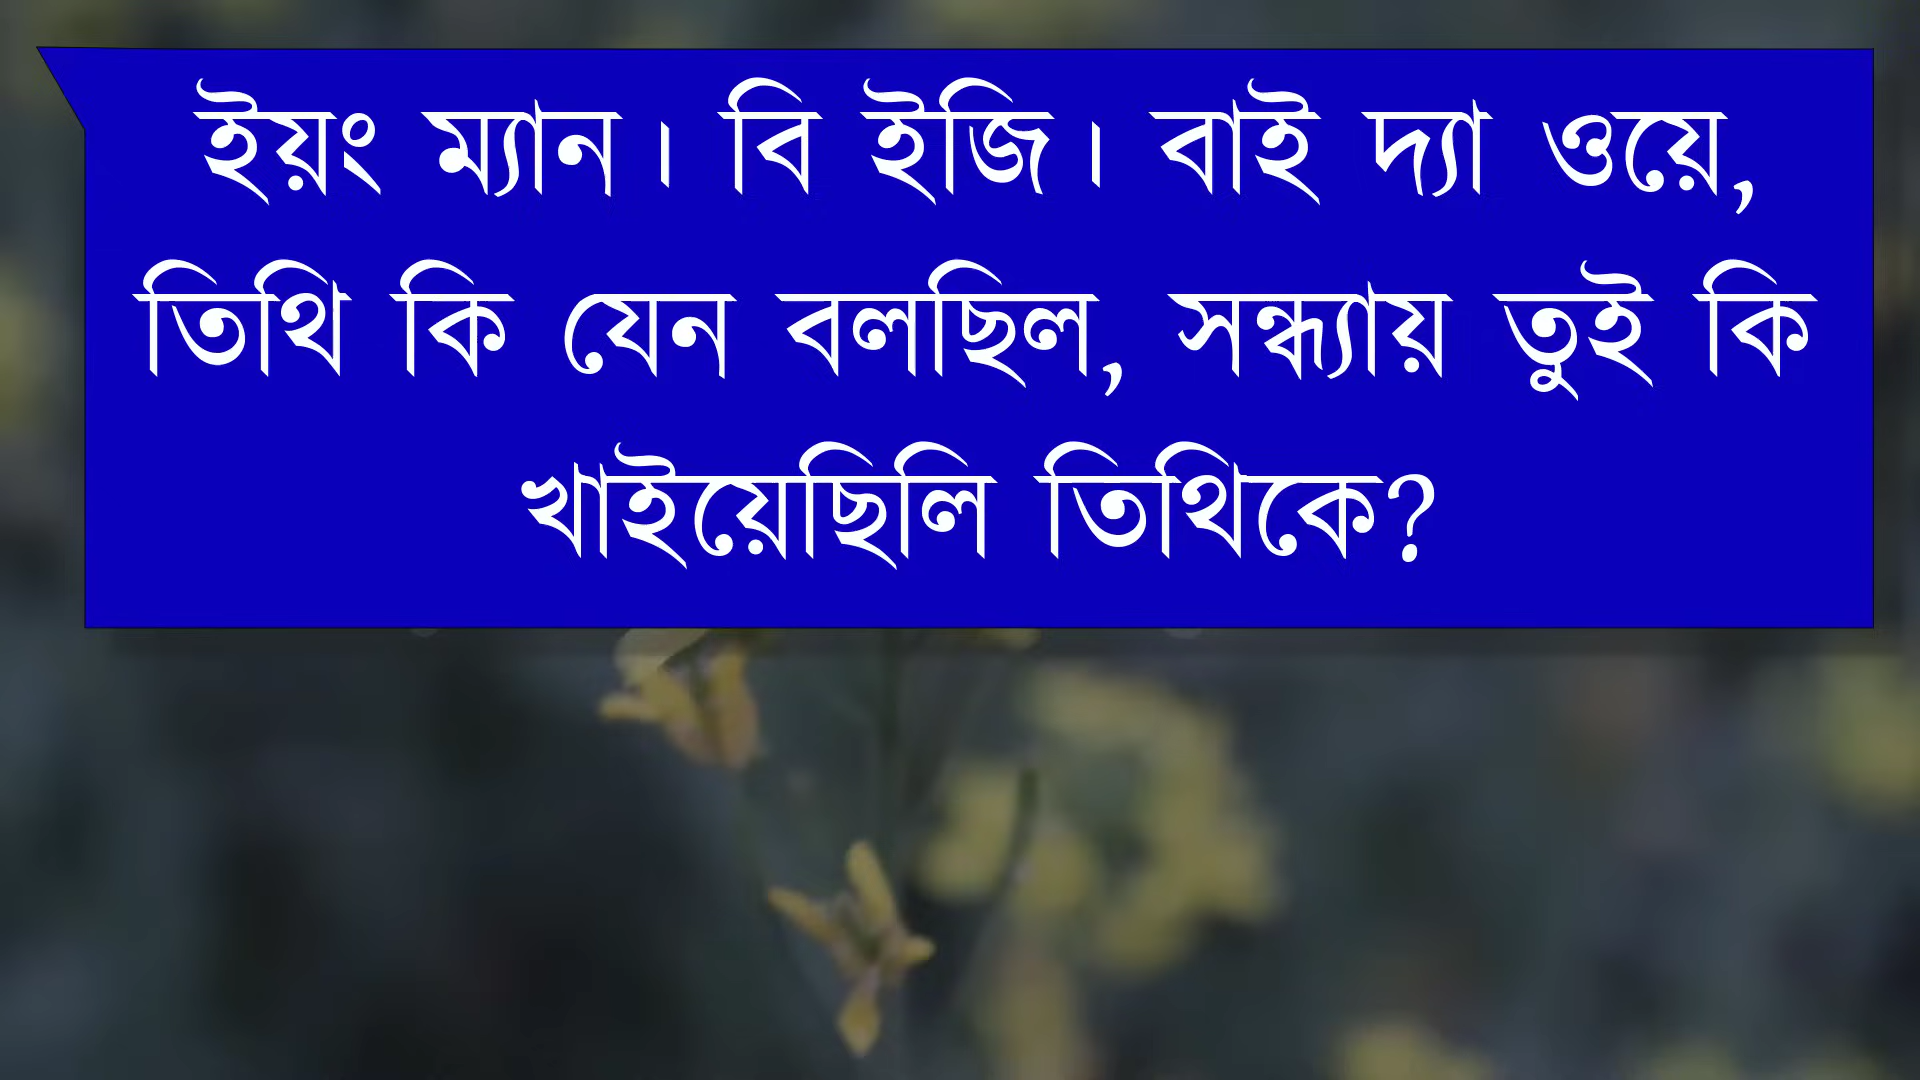 ইয়ং ম্যান। বি ইজি। বাই দ্যা ওয়ে,
তিথি কি যেন বলছিল, সন্ধ্যায় তুই কি
খাইয়েছিলি তিথিকে?